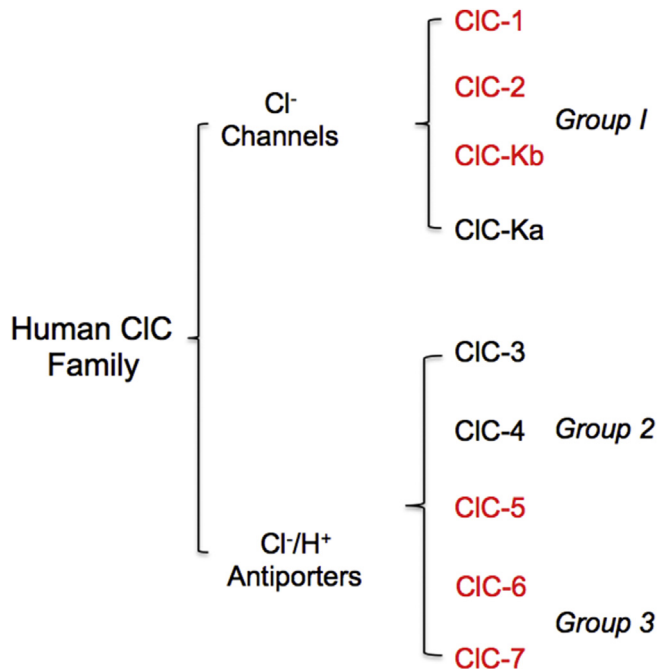 Human ClC
Family
Cl⁻
Channels
ClC-1
ClC-2
ClC-Kb
ClC-Ka
Group I
Cl⁻/H⁺
Antiporters
ClC-3
ClC-4
ClC-5
Group 2
ClC-6
ClC-7
Group 3